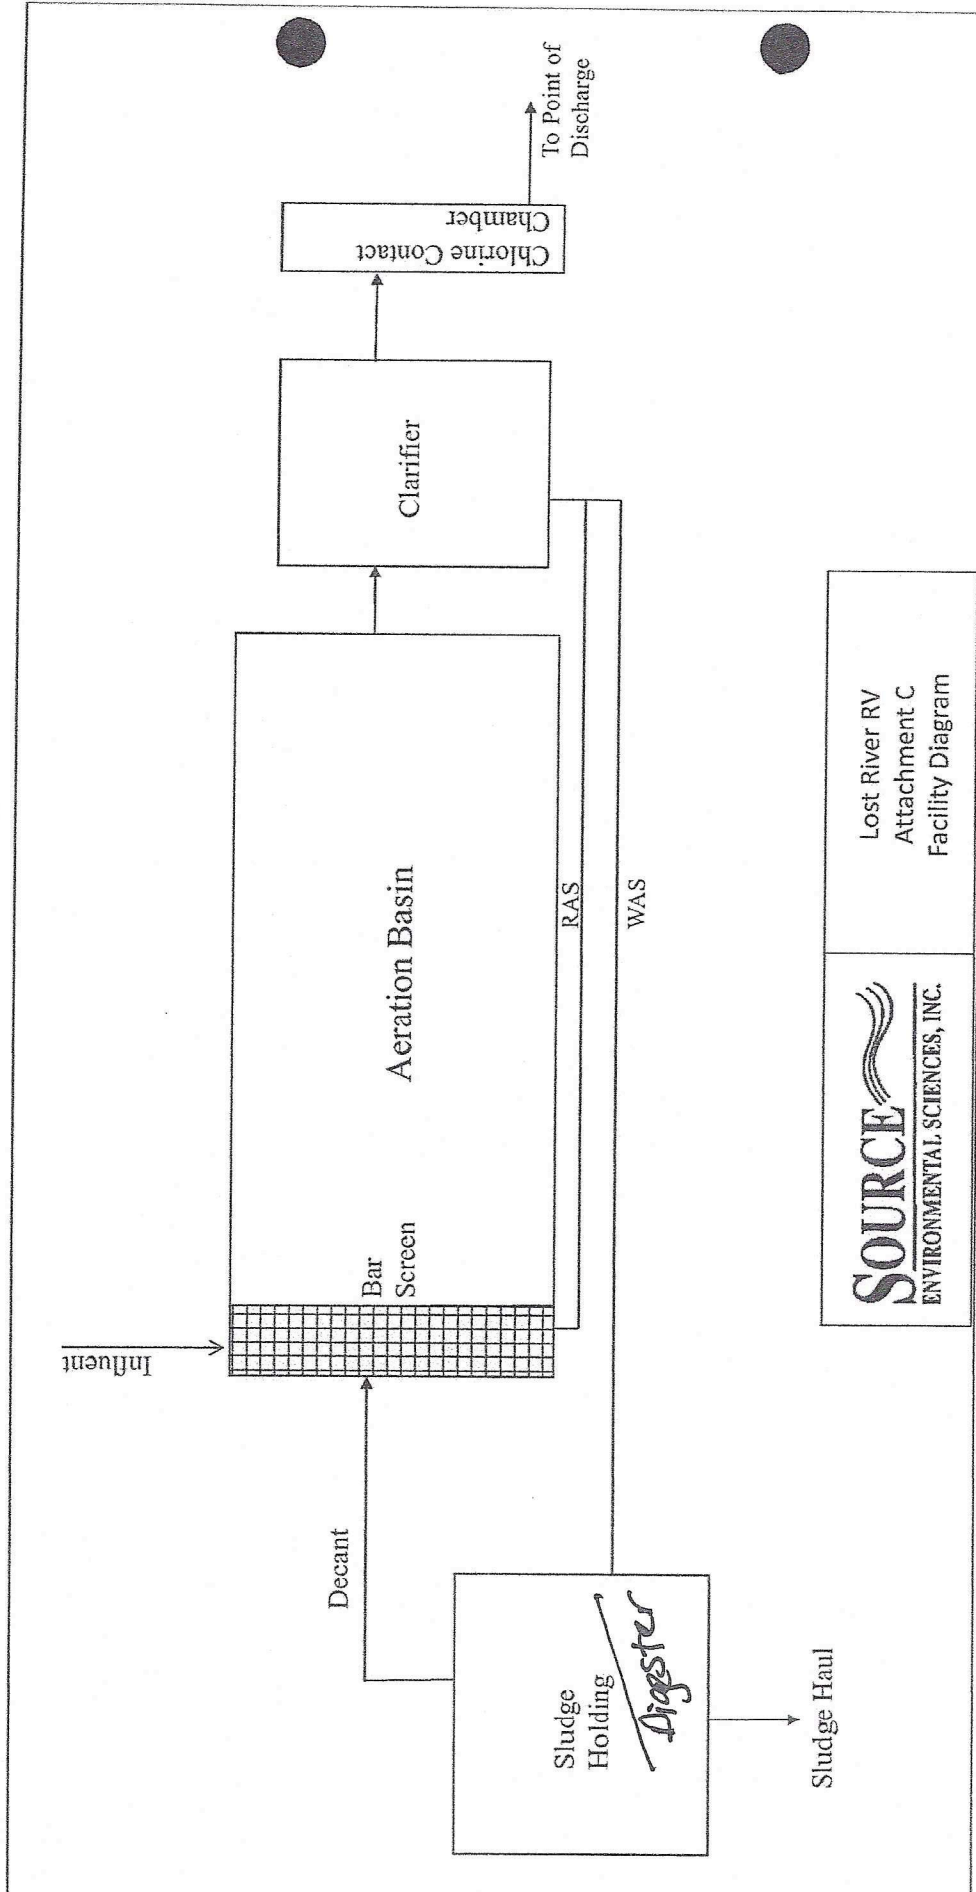 Influent
Decant
Bar
Screen
Aeration Basin
Clarifier
Chlorine Contact
Chamber
To Point of
Discharge
RAS
WAS
Sludge
Holding
/ Digester
Sludge Haul
SOURCE
ENVIRONMENTAL SCIENCES, INC.
Lost River RV
Attachment C
Facility Diagram